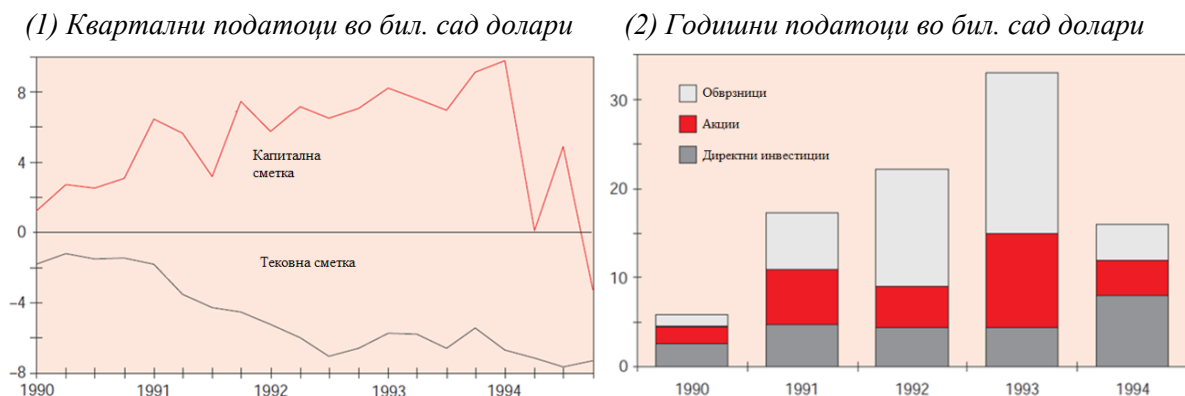 (1) Квартални податоци во бил. сад долари
(2) Годишни податоци во бил. сад долари
8
4
0
-4
-8
Капитална
сметка
Тековна сметка
1990 1991 1992 1993 1994
30
20
10
0
Обврзници
Акции
Директни инвестиции
1990 1991 1992 1993 1994